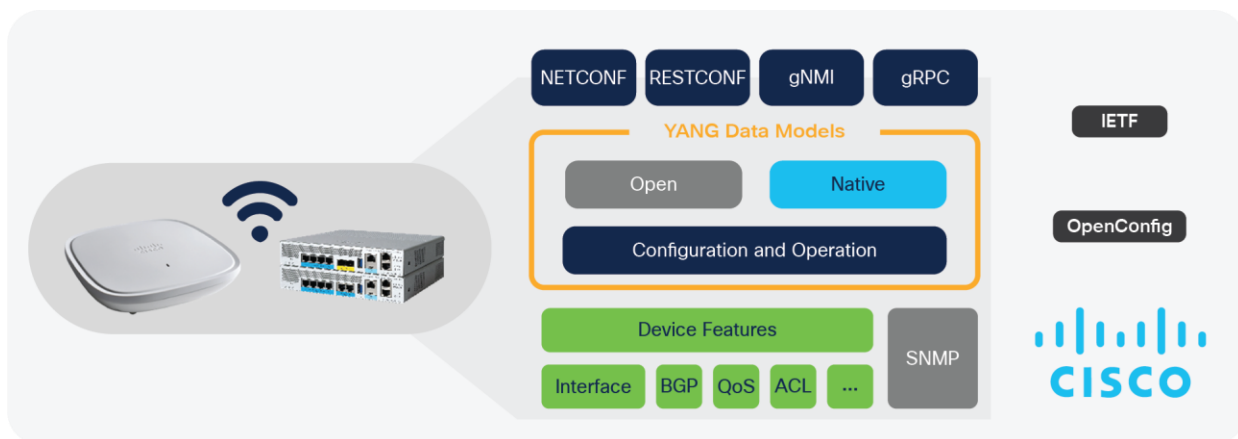 NETCONF RESTCONF gNMI gRPC
YANG Data Models
Open Native
Configuration and Operation
Device Features
Interface BGP QoS ACL ...
SNMP
IETF
OpenConfig
CISCO